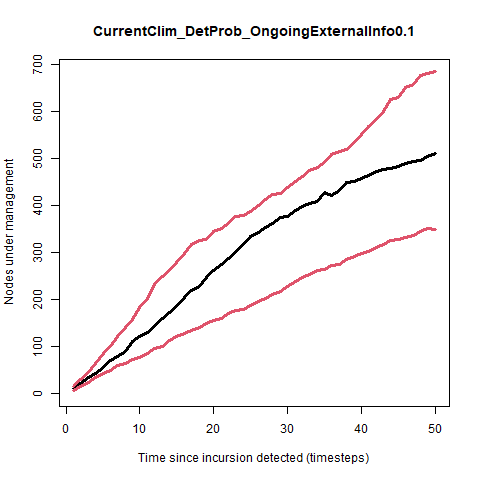 CurrentClim_DetProb_OngoingExternalInfo0.1
Nodes under management
700
600
500
400
300
200
100
0
0 10 20 30 40 50
Time since incursion detected (timesteps)